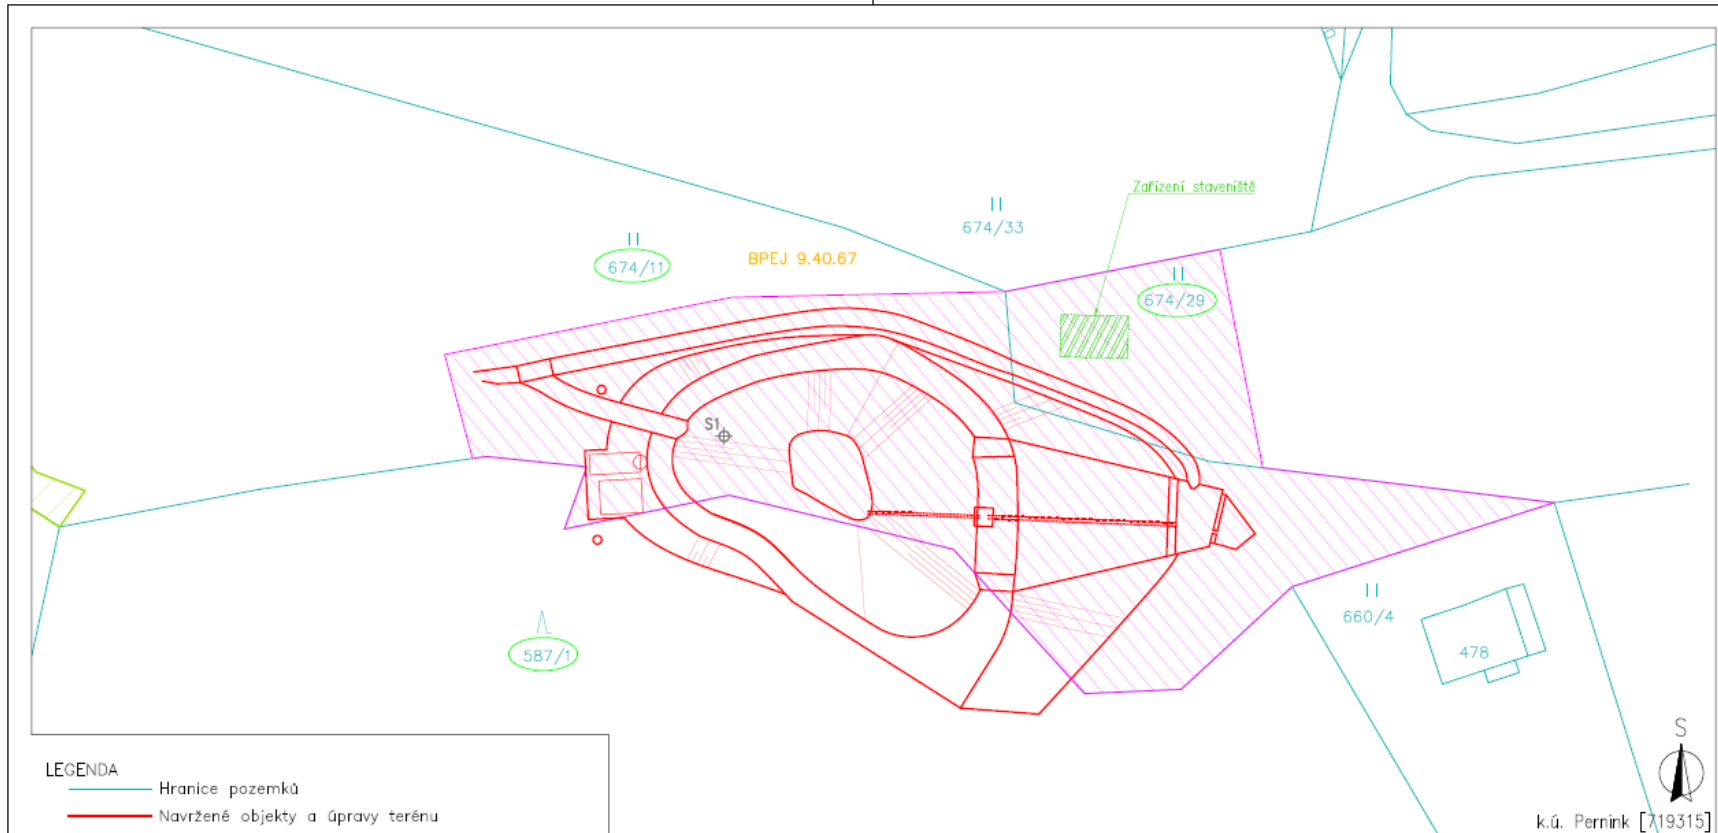 Zařízení staveniště
II
674/33
II
674/11
BPEJ 9.40.67
II
674/29
S1
II
660/4
587/1
478
S
LEGENDA
Hranice pozemků
Navržené objekty a úpravy terénu
k.ú. Pernink [719315]